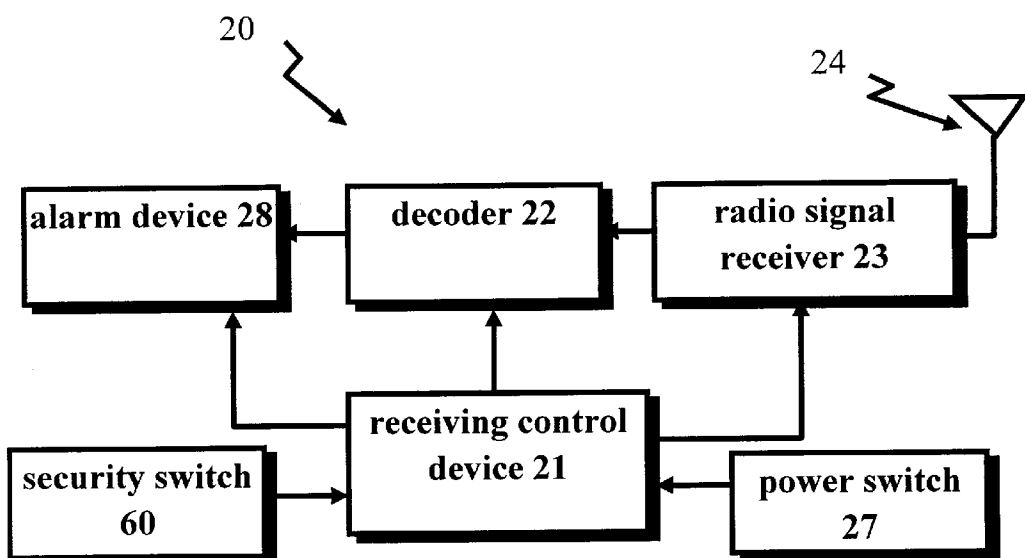 20
24
alarm device 28
decoder 22
radio signal
receiver 23
receiving control
device 21
security switch
60
power switch
27